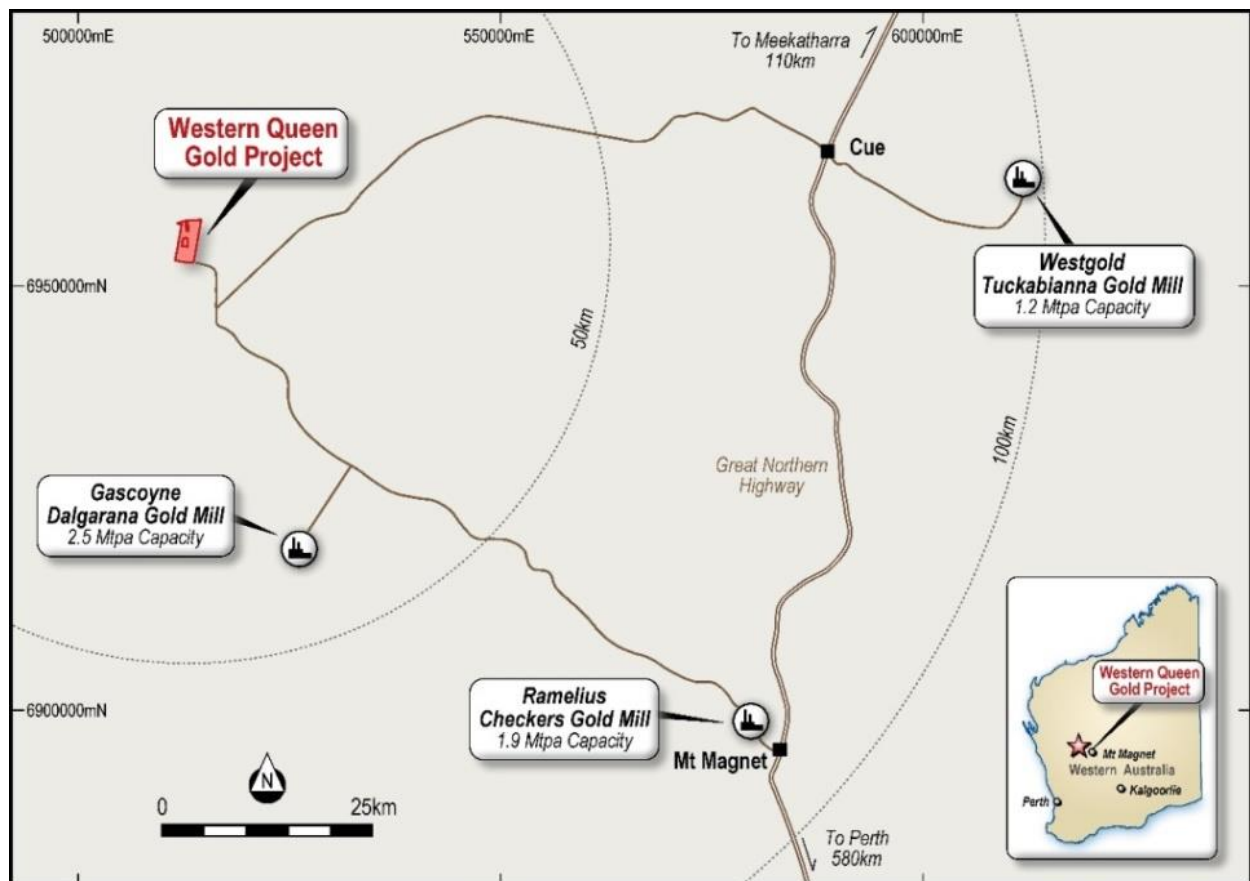 500000mE
550000mE
600000mE
To Meekatharra
110km
Western Queen
Gold Project
Cue
Westgold
Tuckabianna Gold Mill
1.2 Mtpa Capacity
6950000mN
50km
100km
Great Northern
Highway
Gascoyne
Dalgarana Gold Mill
2.5 Mtpa Capacity
Ramelius
Checkers Gold Mill
1.9 Mtpa Capacity
6900000mN
Mt Magnet
N
0
25km
To Perth
580km
Western Queen
Gold Project
Mt Magnet
Western Australia
Kalgoorlie
Perth